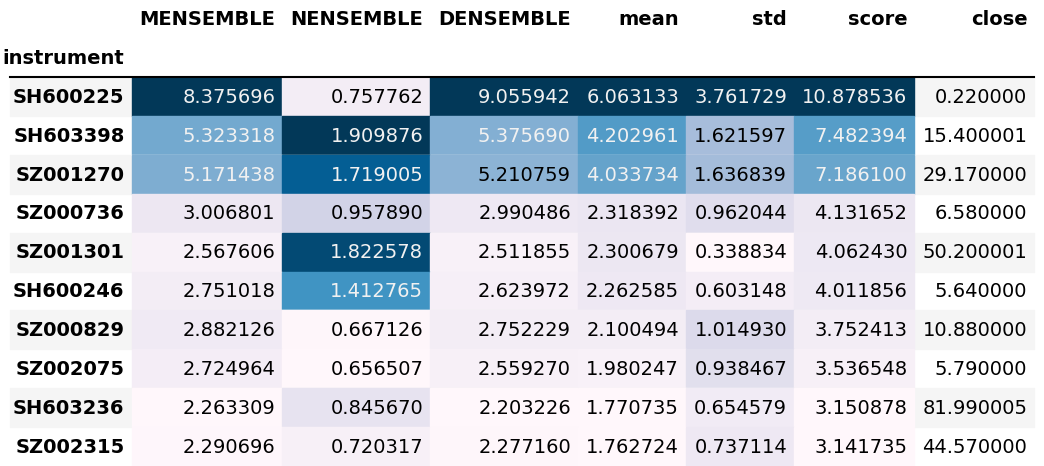 MENSEMBLE NENSEMBLE DENSEMBLE mean std score close
instrument
SH600225 8.375696 0.757762 9.055942 6.063133 3.761729 10.878536 0.220000
SH603398 5.323318 1.909876 5.375690 4.202961 1.621597 7.482394 15.400001
SZ001270 5.171438 1.719005 5.210759 4.033734 1.636839 7.186100 29.170000
SZ000736 3.006801 0.957890 2.990486 2.318392 0.962044 4.131652 6.580000
SZ001301 2.567606 1.822578 2.511855 2.300679 0.338834 4.062430 50.200001
SH600246 2.751018 1.412765 2.623972 2.262585 0.603148 4.011856 5.640000
SZ000829 2.882126 0.667126 2.752229 2.100494 1.014930 3.752413 10.880000
SZ002075 2.724964 0.656507 2.559270 1.980247 0.938467 3.536548 5.790000
SH603236 2.263309 0.845670 2.203226 1.770735 0.654579 3.150878 81.990005
SZ002315 2.290696 0.720317 2.277160 1.762724 0.737114 3.141735 44.570000